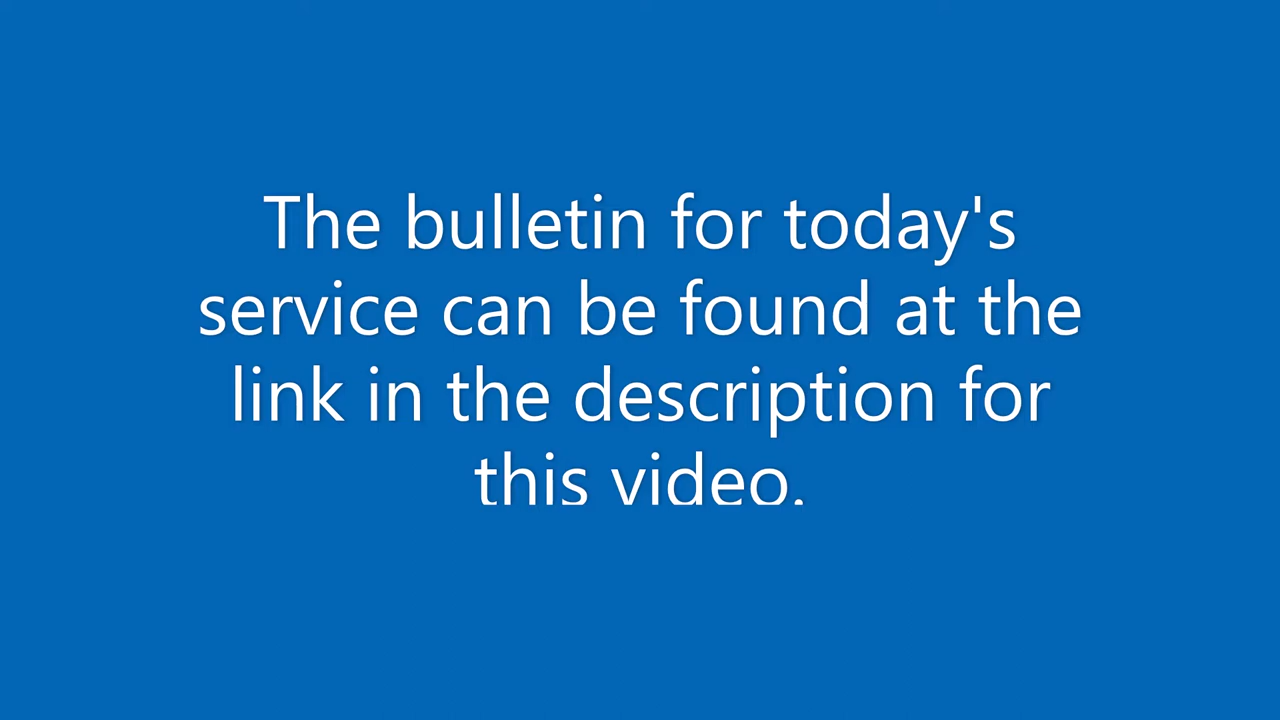 The bulletin for today's
service can be found at the
link in the description for
this video.